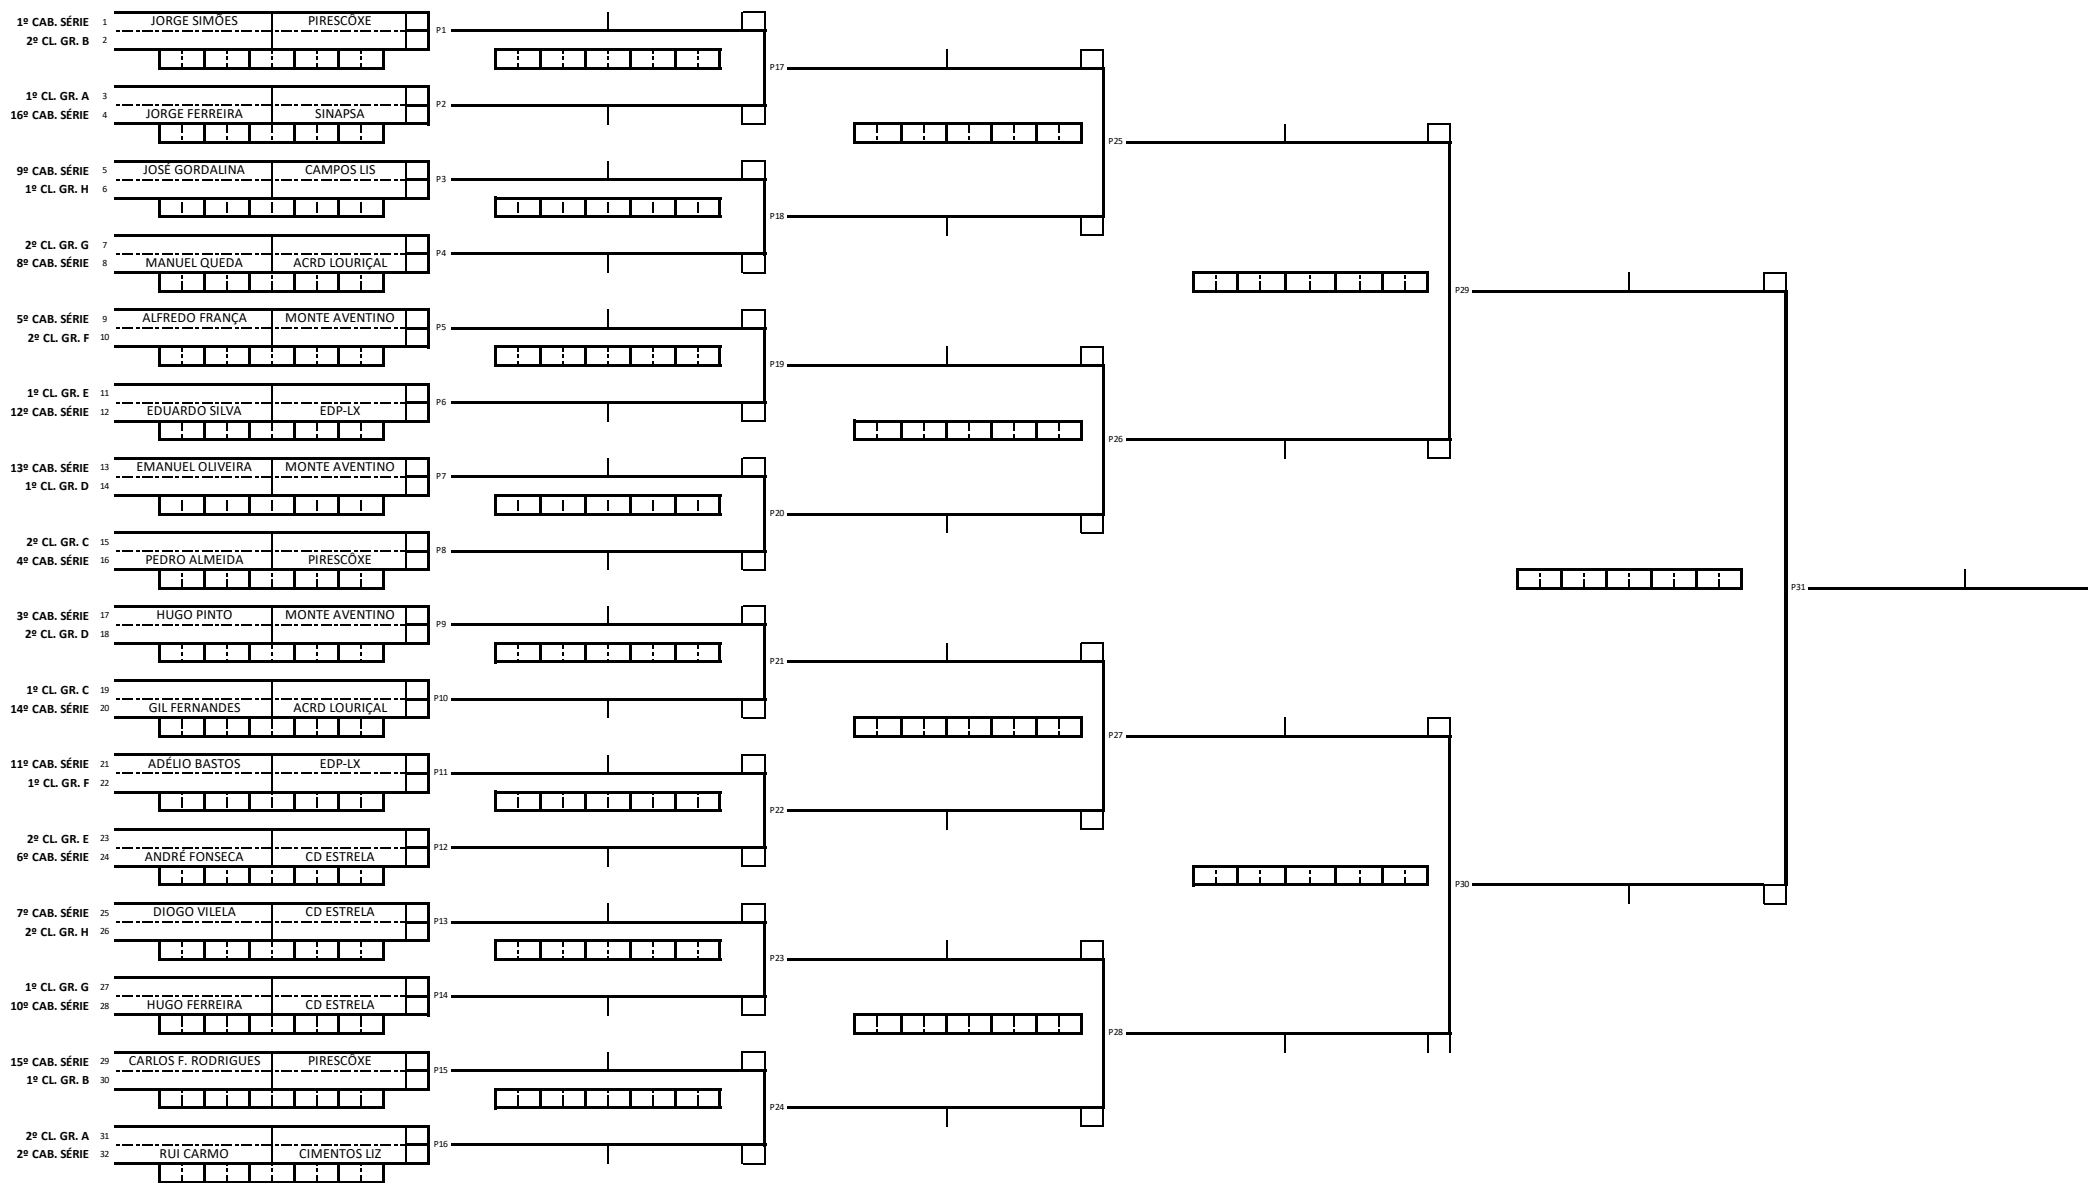 1º CAB. SÉRIE 1 JORGE SIMÕES PIRESCÔXE
P1
2º CL. GR. B 2
P17
1º CL. GR. A 3
P2
16º CAB. SÉRIE 4 JORGE FERREIRA SINAPSA
P25
9º CAB. SÉRIE 5 JOSÉ GORDALINA CAMPOS LIS
P3
1º CL. GR. H 6
P18
2º CL. GR. G 7
P4
8º CAB. SÉRIE 8 MANUEL QUEDA ACRD LOURIÇAL
P29
5º CAB. SÉRIE 9 ALFREDO FRANÇA MONTE AVENTINO
P5
2º CL. GR. F 10
P19
1º CL. GR. E 11
P6
12º CAB. SÉRIE 12 EDUARDO SILVA EDP-LX
P26
13º CAB. SÉRIE 13 EMANUEL OLIVEIRA MONTE AVENTINO
P7
1º CL. GR. D 14
P20
2º CL. GR. C 15
P8
4º CAB. SÉRIE 16 PEDRO ALMEIDA PIRESCÔXE
P31
3º CAB. SÉRIE 17 HUGO PINTO MONTE AVENTINO
P9
2º CL. GR. D 18
P21
1º CL. GR. C 19
P10
14º CAB. SÉRIE 20 GIL FERNANDES ACRD LOURIÇAL
P27
11º CAB. SÉRIE 21 ADÉLIO BASTOS EDP-LX
P11
1º CL. GR. F 22
P22
2º CL. GR. E 23
P12
6º CAB. SÉRIE 24 ANDRÉ FONSECA CD ESTRELA
P30
7º CAB. SÉRIE 25 DIOGO VILELA CD ESTRELA
P13
2º CL. GR. H 26
P23
1º CL. GR. G 27
P14
10º CAB. SÉRIE 28 HUGO FERREIRA CD ESTRELA
P28
15º CAB. SÉRIE 29 CARLOS F. RODRIGUES PIRESCÔXE
P15
1º CL. GR. B 30
P24
2º CL. GR. A 31
P16
2º CAB. SÉRIE 32 RUI CARMO CIMENTOS LIZ